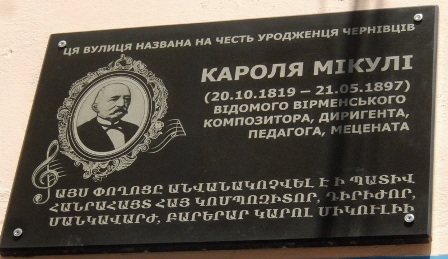 ЦЯ ВУЛИЦЯ НАЗВАНА НА ЧЕСТЬ УРОДЖЕНЦЯ ЧЕРНІВЦІВ
КАРОЛЯ МІКУЛІ
(20.10.1819 – 21.05.1897)
ВІДОМОГО ВІРМЕНСЬКОГО
КОМПОЗИТОРА, ДИРИГЕНТА,
ПЕДАГОГА, МЕЦЕНАТА
ԱՅՍ ՓՈՂՈՑԸ ԱՆՎԱՆԱԿՈՉՎԵԼ Է Ի ՊԱՏԻՎ
ՀԱՆՐԱՀԱՅՏ ՀԱՅ ԿՈՄՊՈԶԻՏՈՐ, ԴԻՐԻԺՈՐ,
ՄԱՆԿԱՎԱՐԺ, ԲԱՐԵՐԱՐ ԿԱՐՈԼ ՄԻԿՈՒԼԻԻ